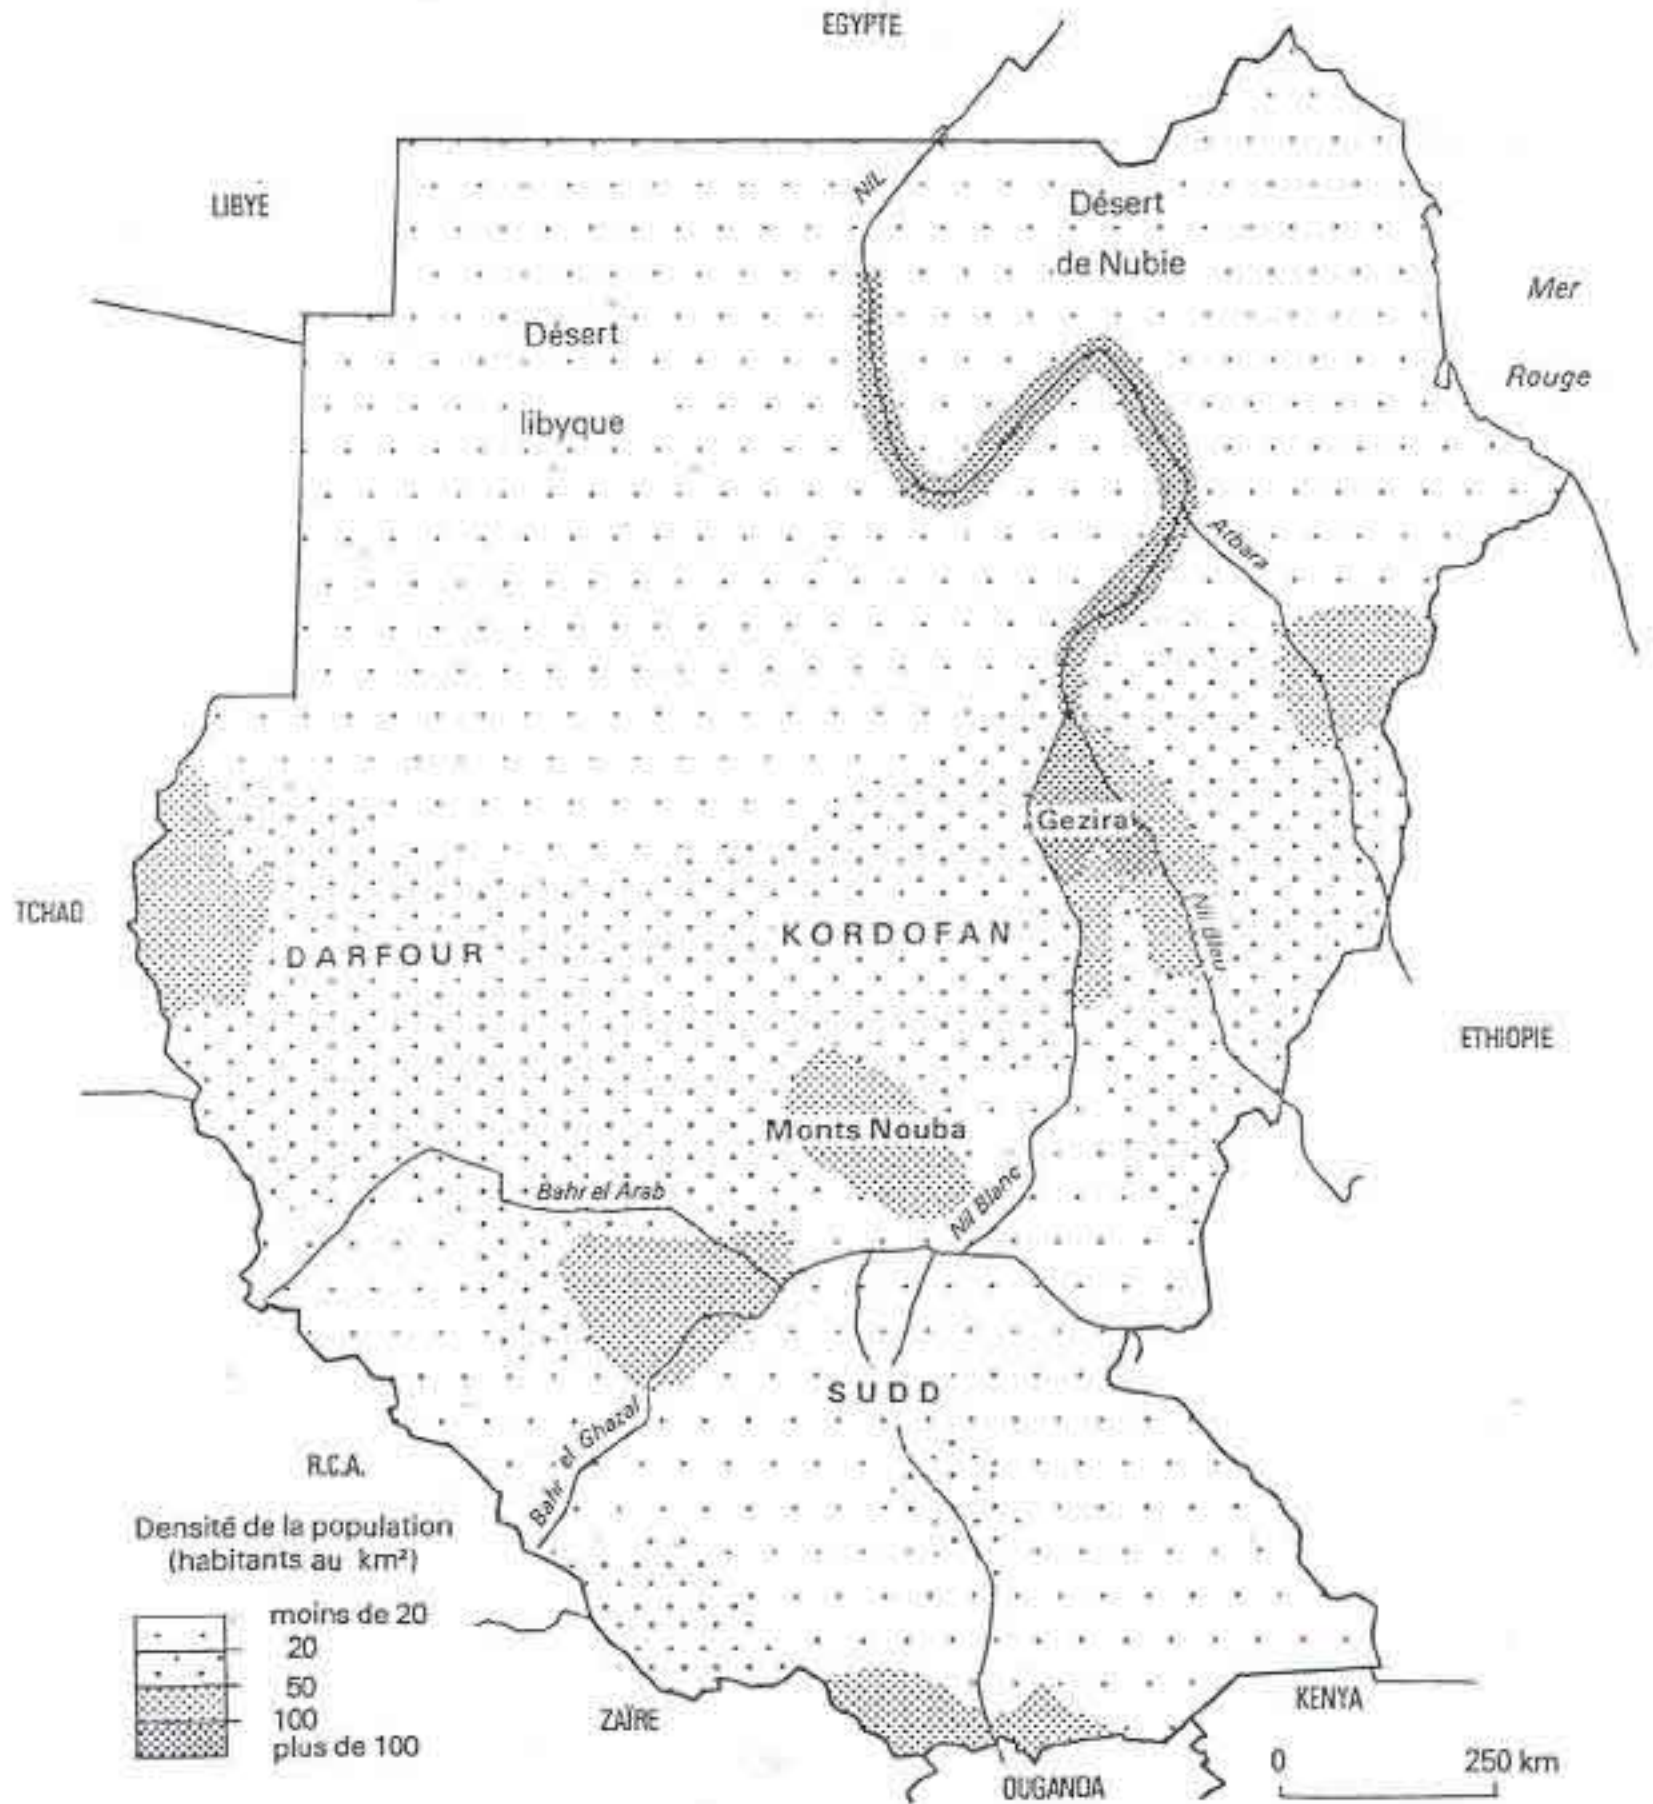 EGYPTE
LIBYE
NIL
Désert
de Nubie
Mer
Rouge
Désert
libyque
Atbara
Gezira
TCHAD
DARFOUR
KORDOFAN
Nil Bleu
ETHIOPIE
Monts Nouba
Bahr el Arab
Nil Blanc
SUDD
Bahr el Ghazal
R.C.A.
Densité de la population
(habitants au km²)
moins de 20
20
50
100
plus de 100
ZAÏRE
KENYA
OUGANDA
0 250 km